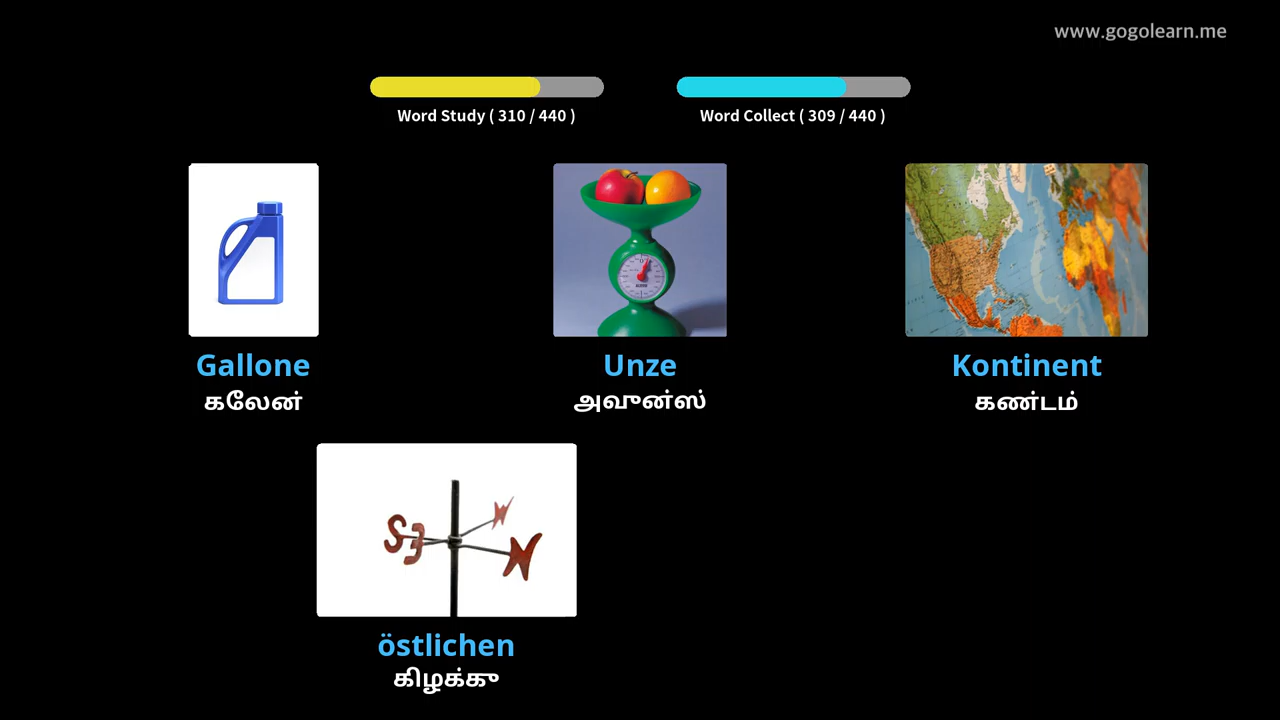 www.gogolearn.me
Word Study ( 310 / 440 )
Word Collect ( 309 / 440 )
Gallone
கலேன்
Unze
அவுன்ஸ்
Kontinent
கண்டம்
östlichen
கிழக்கு